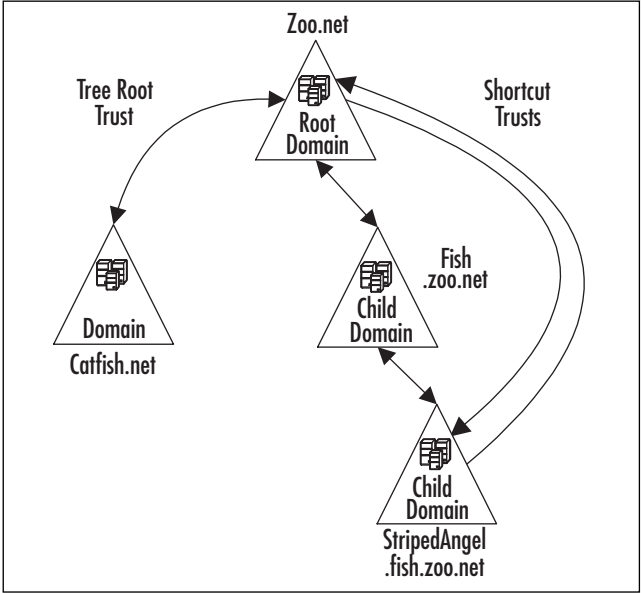 Zoo.net
Tree Root
Trust
Root
Domain
Shortcut
Trusts
Domain
Catfish.net
Child
Domain
Fish
.zoo.net
Child
Domain
StripedAngel
.fish.zoo.net